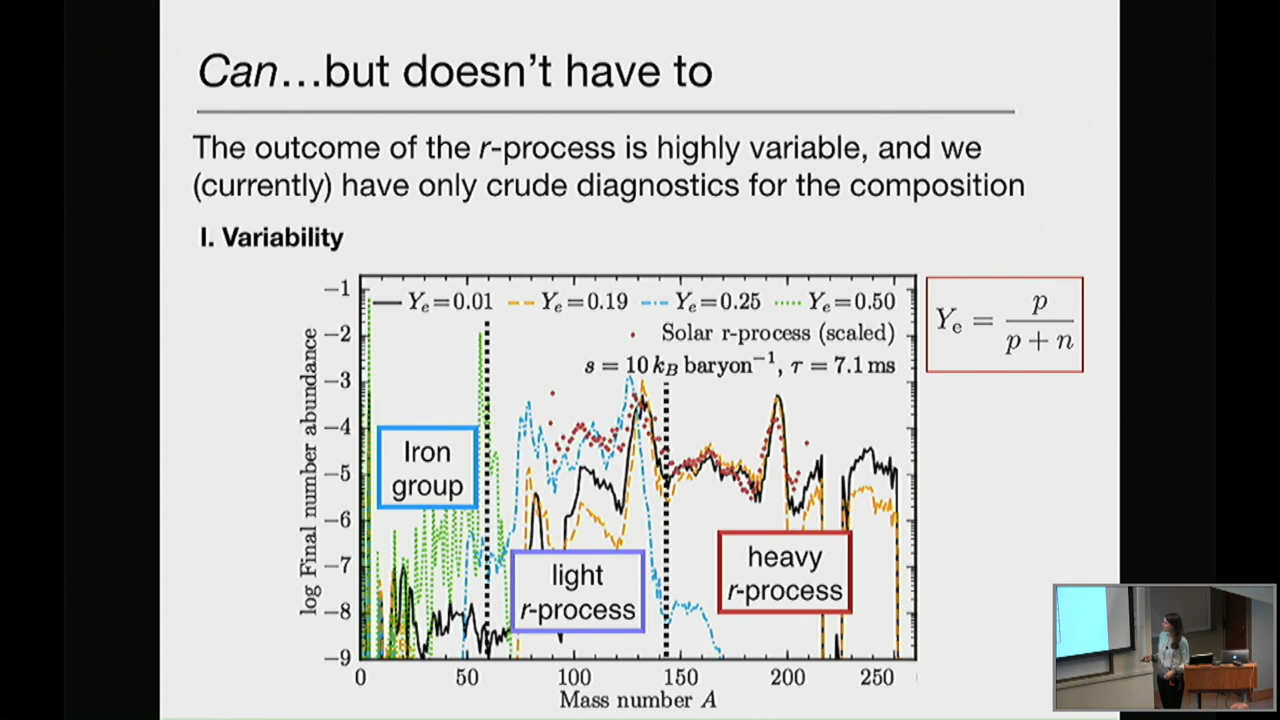 Can...but doesn't have to
The outcome of the r-process is highly variable, and we
(currently) have only crude diagnostics for the composition
I. Variability
Yₑ = 0.01 Yₑ = 0.19 Yₑ = 0.25 Yₑ = 0.50
Solar r-process (scaled)
s = 10 k_B baryon⁻¹, τ = 7.1 ms
Yₑ = p / (p + n)
log Final number abundance
−1
−2
−3
−4
−5
−6
−7
−8
−9
Iron
group
light
r-process
heavy
r-process
0 50 100 150 200 250
Mass number A